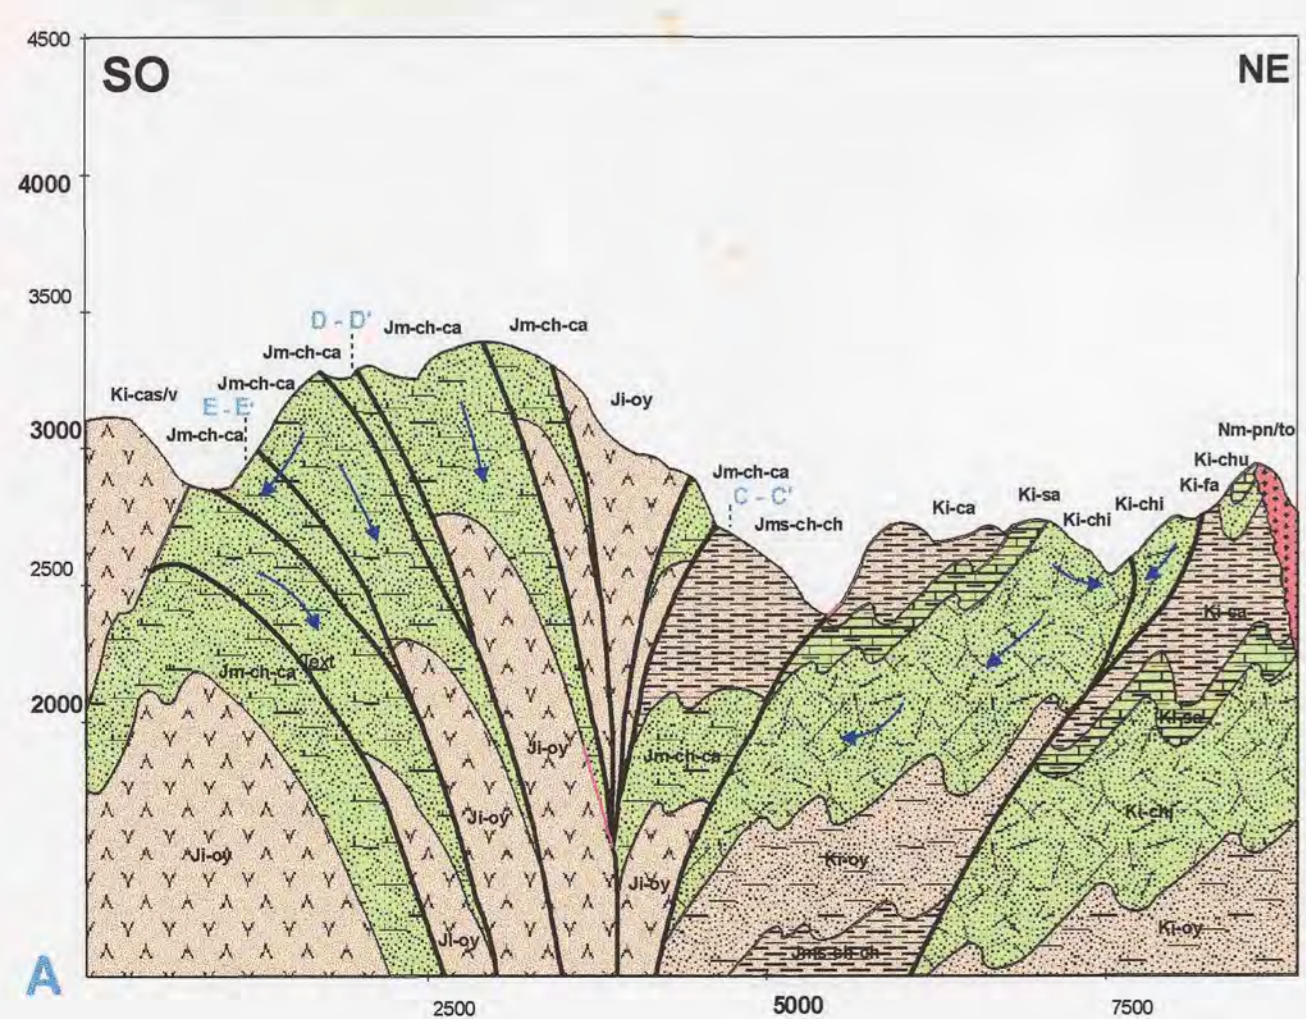 4500
SO
NE
4000
3500
D - D'
Jm-ch-ca
Jm-ch-ca
Jm-ch-ca
Jm-ch-ca
Ki-cas/v
E - E'
Ji-oy
3000
Jm-ch-ca
Nm-pn/to
Ki-chu
Jm-ch-ca
C - C'
Ki-fa
Ki-sa
Ki-chi
Ki-ca
Ki-chi
Jms-ch-ch
2500
Ki-ca
Text
Jm-ch-ca
2000
Ki-sa
Ji-oy
Jm-ch-ca
Ji-oy
Ki-chi
Ji-oy
Ki-oy
Ji-oy
Ji-oy
Ki-oy
Jms-ch-ch
A
2500
5000
7500